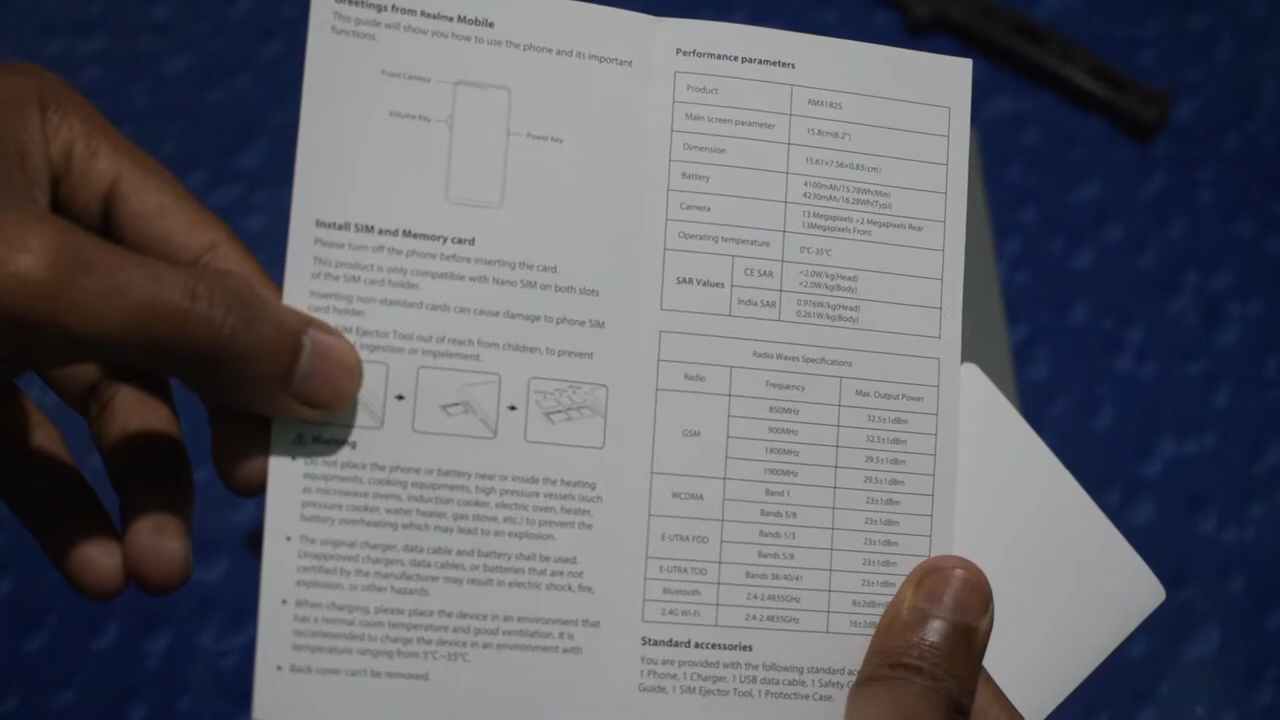 Greetings from Realme Mobile
This guide will show you how to use the phone and its important
functions.
Front Camera
Volume Key
Power Key
Install SIM and Memory card
Please turn off the phone before inserting the card.
This product is only compatible with Nano SIM on both slots
of the SIM card holder.
Inserting non-standard cards can cause damage to phone SIM
card holder.
SIM Ejector Tool out of reach from children, to prevent
ingestion or impalement.
Warning
Do not place the phone or battery near or inside the heating
equipments, cooking equipments, high pressure vessels (such
as microwave ovens, induction cooker, electric oven, heater,
pressure cooker, water heater, gas stove, etc.) to prevent the
battery overheating which may lead to an explosion.
The original charger, data cable and battery shall be used.
Unapproved chargers, data cables, or batteries that are not
certified by the manufacturer may result in electric shock, fire,
explosion, or other hazards.
When charging, please place the device in an environment that
has a normal room temperature and good ventilation. It is
recommended to charge the device in an environment with
temperature ranging from 5°C~35°C.
Back cover can't be removed.
Performance parameters
Product RMX1825
Main screen parameter 15.8cm(6.2")
Dimension 15.61×7.56×0.83(cm)
Battery 4100mAh/15.78Wh(Min)
4230mAh/16.28Wh(Typ)
Camera 13 Megapixels +2 Megapixels Rear
13Megapixels Front
Operating temperature 0°C-35°C
SAR Values CE SAR <2.0W/kg(Head)
<2.0W/kg(Body)
India SAR 0.976W/kg(Head)
0.261W/kg(Body)
Radio Waves Specifications
Radio Frequency Max. Output Power
GSM 850MHz 32.5±1dBm
900MHz 32.5±1dBm
1800MHz 29.5±1dBm
1900MHz 29.5±1dBm
WCDMA Band 1 23±1dBm
Bands 5/8 23±1dBm
E-UTRA FDD Bands 1/3 23±1dBm
Bands 5/8 23±1dBm
E-UTRA TDD Bands 38/40/41 23±1dBm
Bluetooth 2.4-2.4835GHz 8±2dBm
2.4G Wi-Fi 2.4-2.4835GHz 16±2dB
Standard accessories
You are provided with the following standard
1 Phone, 1 Charger, 1 USB data cable, 1 Safety
Guide, 1 SIM Ejector Tool, 1 Protective Case.